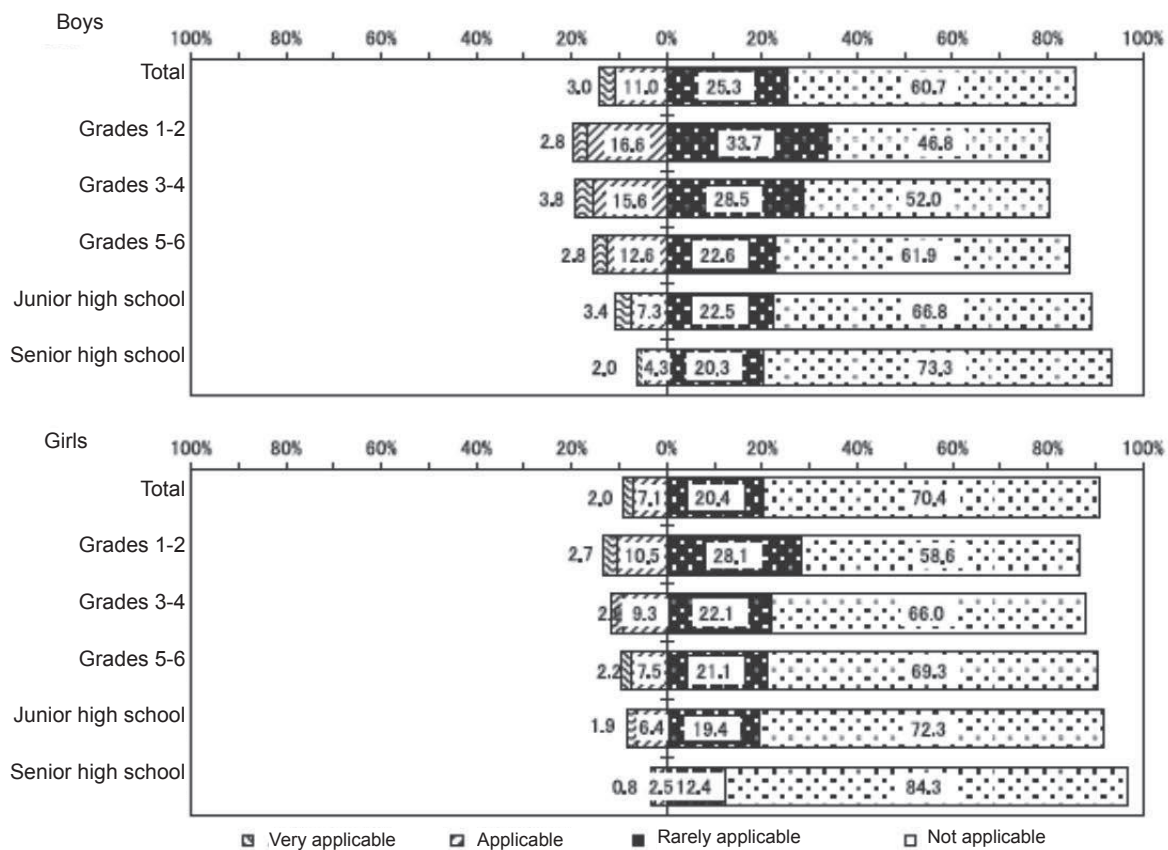 Boys
100% 80% 60% 40% 20% 0% 20% 40% 60% 80% 100%
Total 3.0 11.0 25.3 60.7
Grades 1-2 2.8 16.6 33.7 46.8
Grades 3-4 3.8 15.6 28.5 52.0
Grades 5-6 2.8 12.6 22.6 61.9
Junior high school 3.4 7.3 22.5 66.8
Senior high school 2.0 4.3 20.3 73.3
Girls
100% 80% 60% 40% 20% 0% 20% 40% 60% 80% 100%
Total 2.0 7.1 20.4 70.4
Grades 1-2 2.7 10.5 28.1 58.6
Grades 3-4 9.3 22.1 66.0
Grades 5-6 2.2 7.5 21.1 69.3
Junior high school 1.9 6.4 19.4 72.3
Senior high school 0.8 2.5 12.4 84.3
Very applicable Applicable Rarely applicable Not applicable